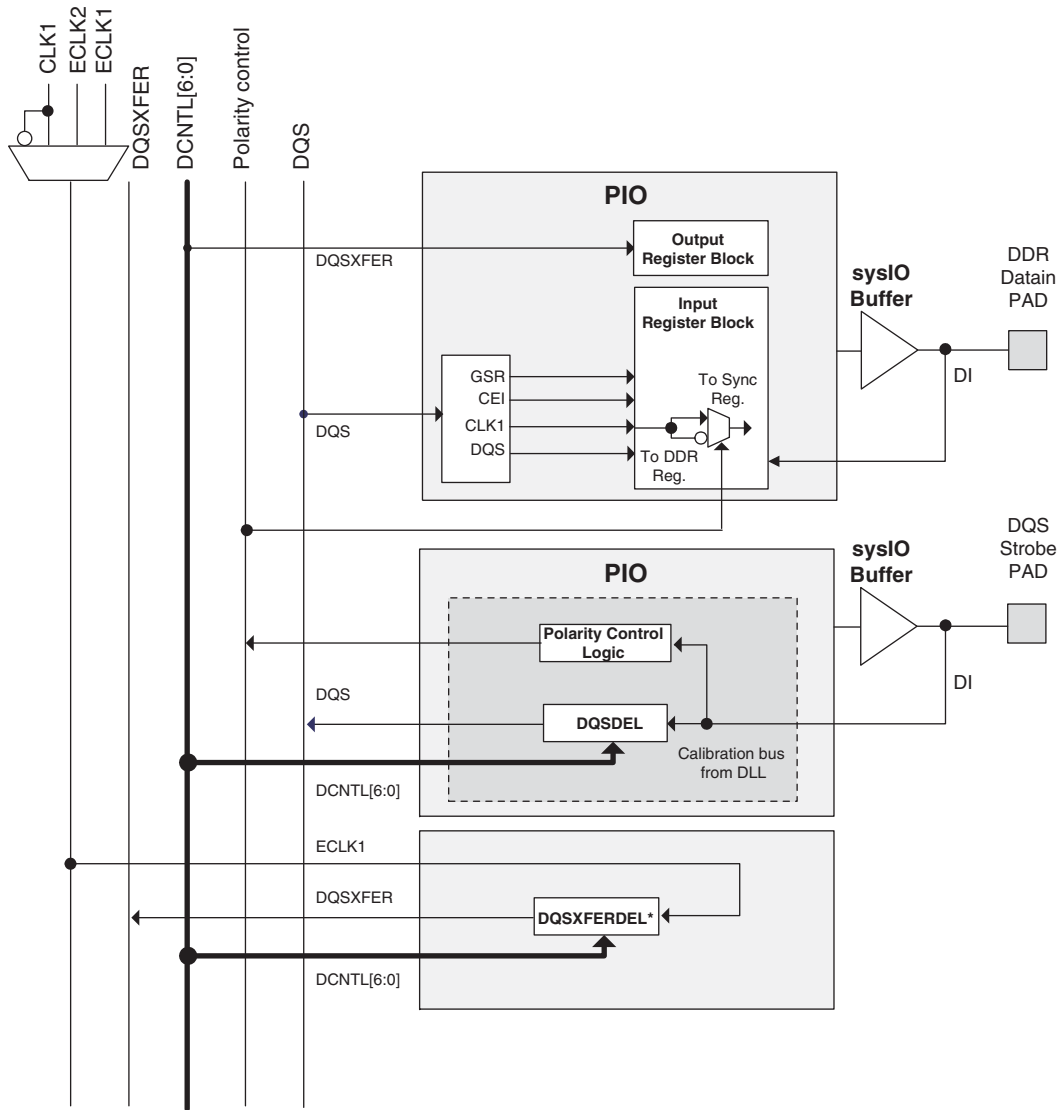 CLK1
ECLK2
ECLK1
DQSXFER
DCNTL[6:0]
Polarity control
DQS
PIO
DQSXFER
Output
Register Block
Input
Register Block
GSR
CEI
CLK1
DQS
To Sync
Reg.
To DDR
Reg.
DQS
sysIO
Buffer
DDR
Datain
PAD
DI
PIO
Polarity Control
Logic
DQS
DQSDEL
Calibration bus
from DLL
DCNTL[6:0]
sysIO
Buffer
DQS
Strobe
PAD
DI
ECLK1
DQSXFER
DQSXFERDEL*
DCNTL[6:0]